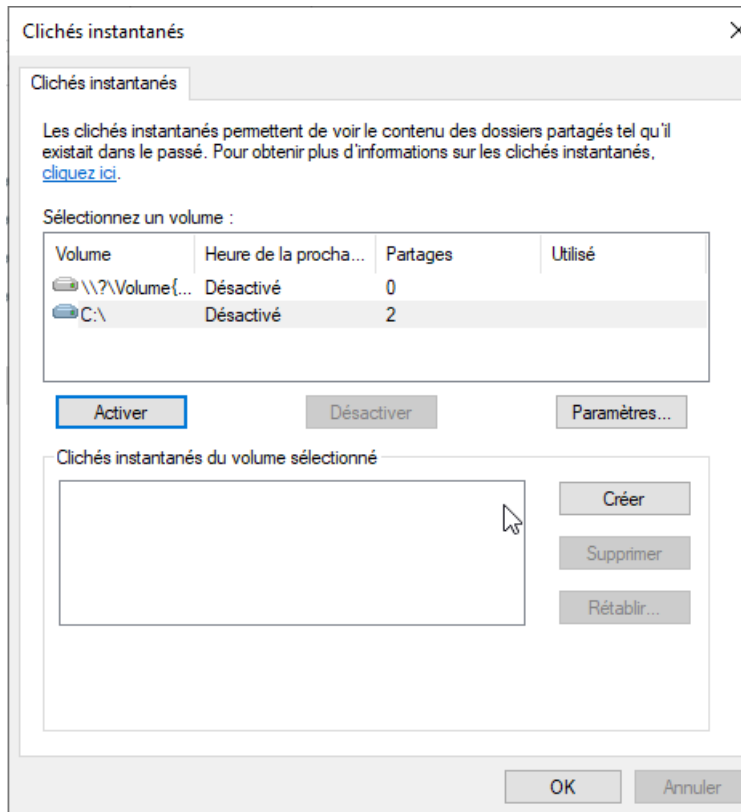 Clichés instantanés
Clichés instantanés
Les clichés instantanés permettent de voir le contenu des dossiers partagés tel qu'il
existait dans le passé. Pour obtenir plus d'informations sur les clichés instantanés,
cliquez ici.
Sélectionnez un volume :
Volume Heure de la procha... Partages Utilisé
\\?\Volume{... Désactivé 0
C:\ Désactivé 2
Activer Désactiver Paramètres...
Clichés instantanés du volume sélectionné
Créer
Supprimer
Rétablir...
OK Annuler